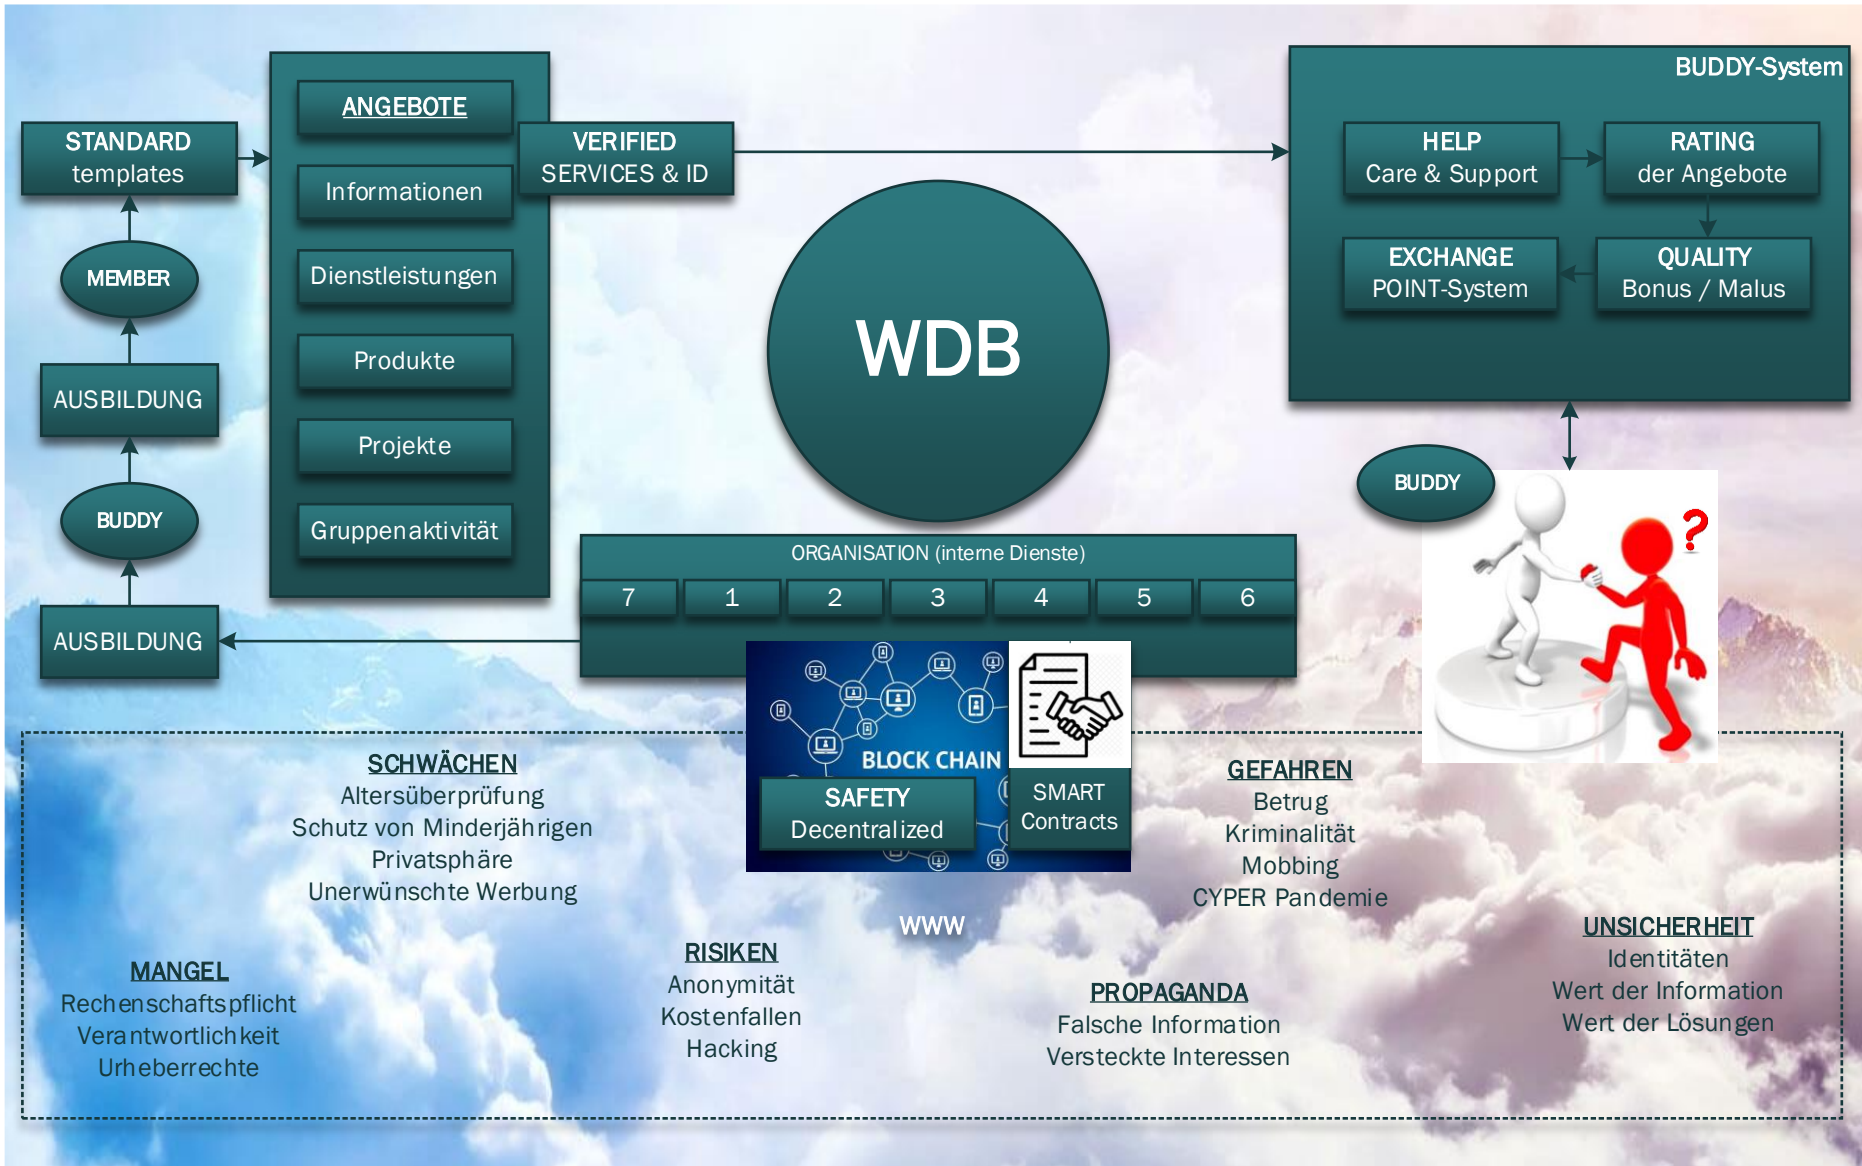 STANDARD
templates
MEMBER
AUSBILDUNG
BUDDY
AUSBILDUNG
ANGEBOTE
Informationen
Dienstleistungen
Produkte
Projekte
Gruppenaktivität
VERIFIED
SERVICES & ID
WDB
BUDDY-System
HELP
Care & Support
RATING
der Angebote
EXCHANGE
POINT-System
QUALITY
Bonus / Malus
BUDDY
?
ORGANISATION (interne Dienste)
7 1 2 3 4 5 6
BLOCK CHAIN
SAFETY
Decentralized
SMART
Contracts
SCHWÄCHEN
Altersüberprüfung
Schutz von Minderjährigen
Privatsphäre
Unerwünschte Werbung
GEFAHREN
Betrug
Kriminalität
Mobbing
CYPER Pandemie
WWW
MANGEL
Rechenschaftspflicht
Verantwortlichkeit
Urheberrechte
RISIKEN
Anonymität
Kostenfallen
Hacking
PROPAGANDA
Falsche Information
Versteckte Interessen
UNSICHERHEIT
Identitäten
Wert der Information
Wert der Lösungen